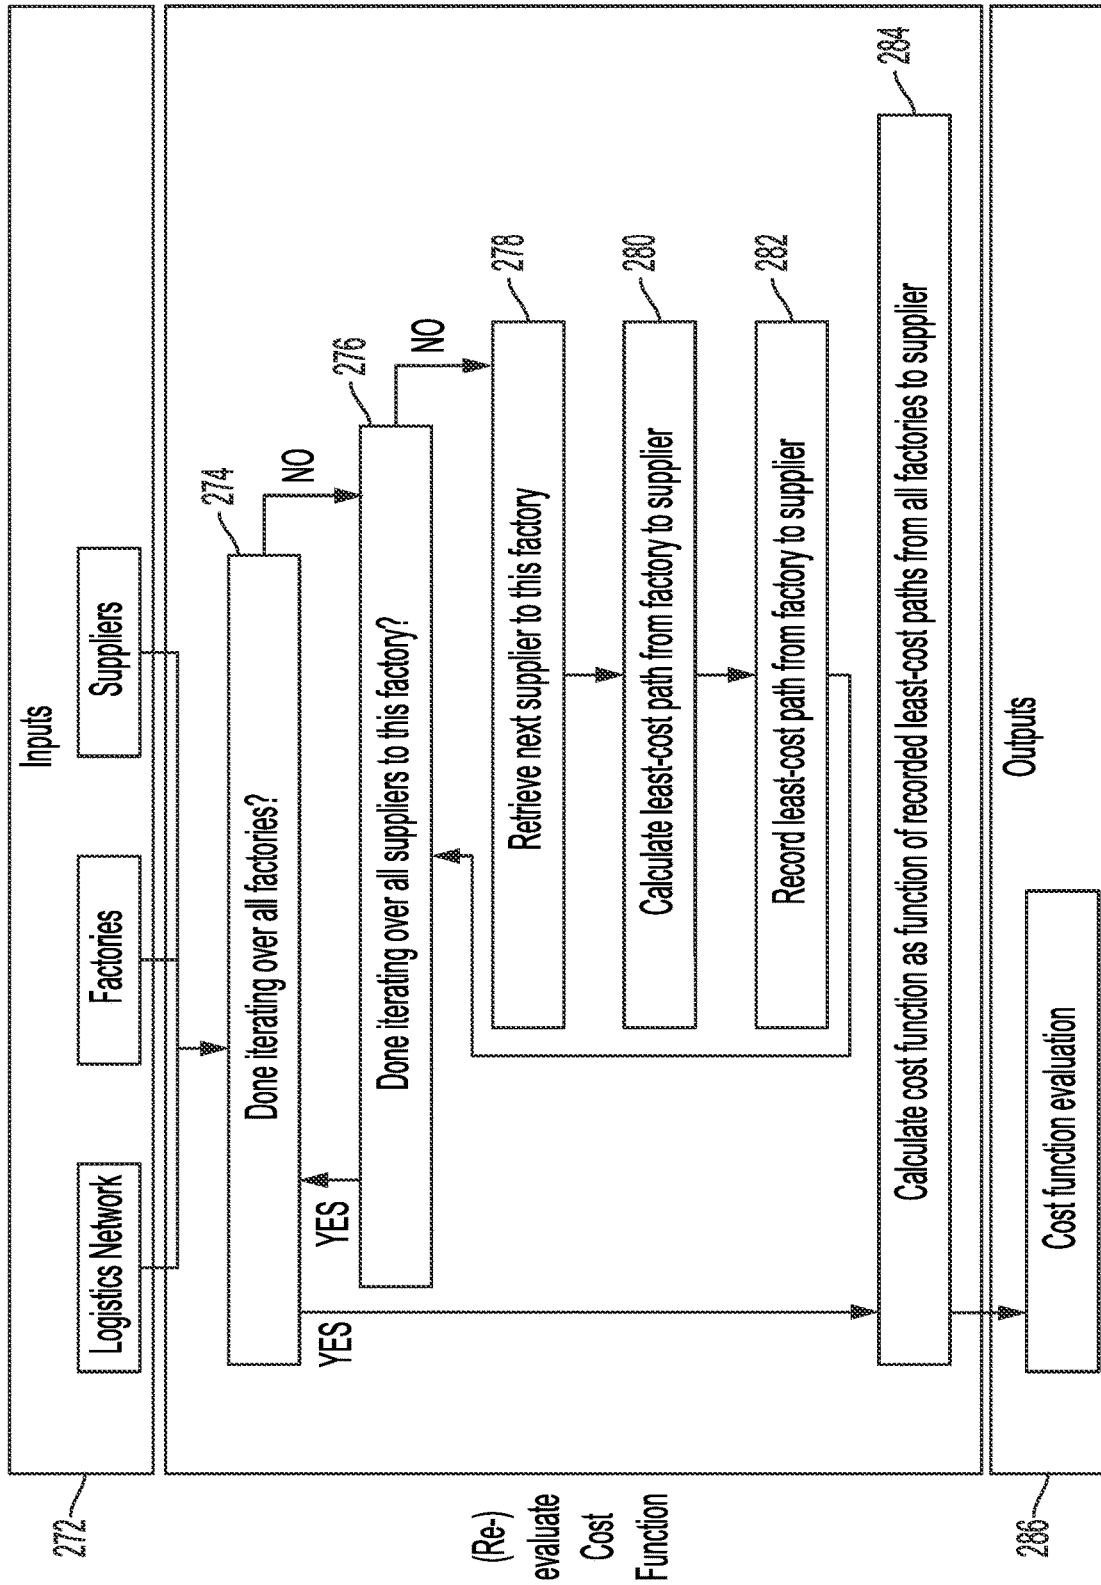 272
Inputs
Logistics Network
Factories
Suppliers
(Re-)
evaluate
Cost
Function
Done iterating over all factories?
274
NO
YES
YES
Done iterating over all suppliers to this factory?
276
NO
Retrieve next supplier to this factory
278
Calculate least-cost path from factory to supplier
280
Record least-cost path from factory to supplier
282
Calculate cost function as function of recorded least-cost paths from all factories to supplier
284
Outputs
Cost function evaluation
286